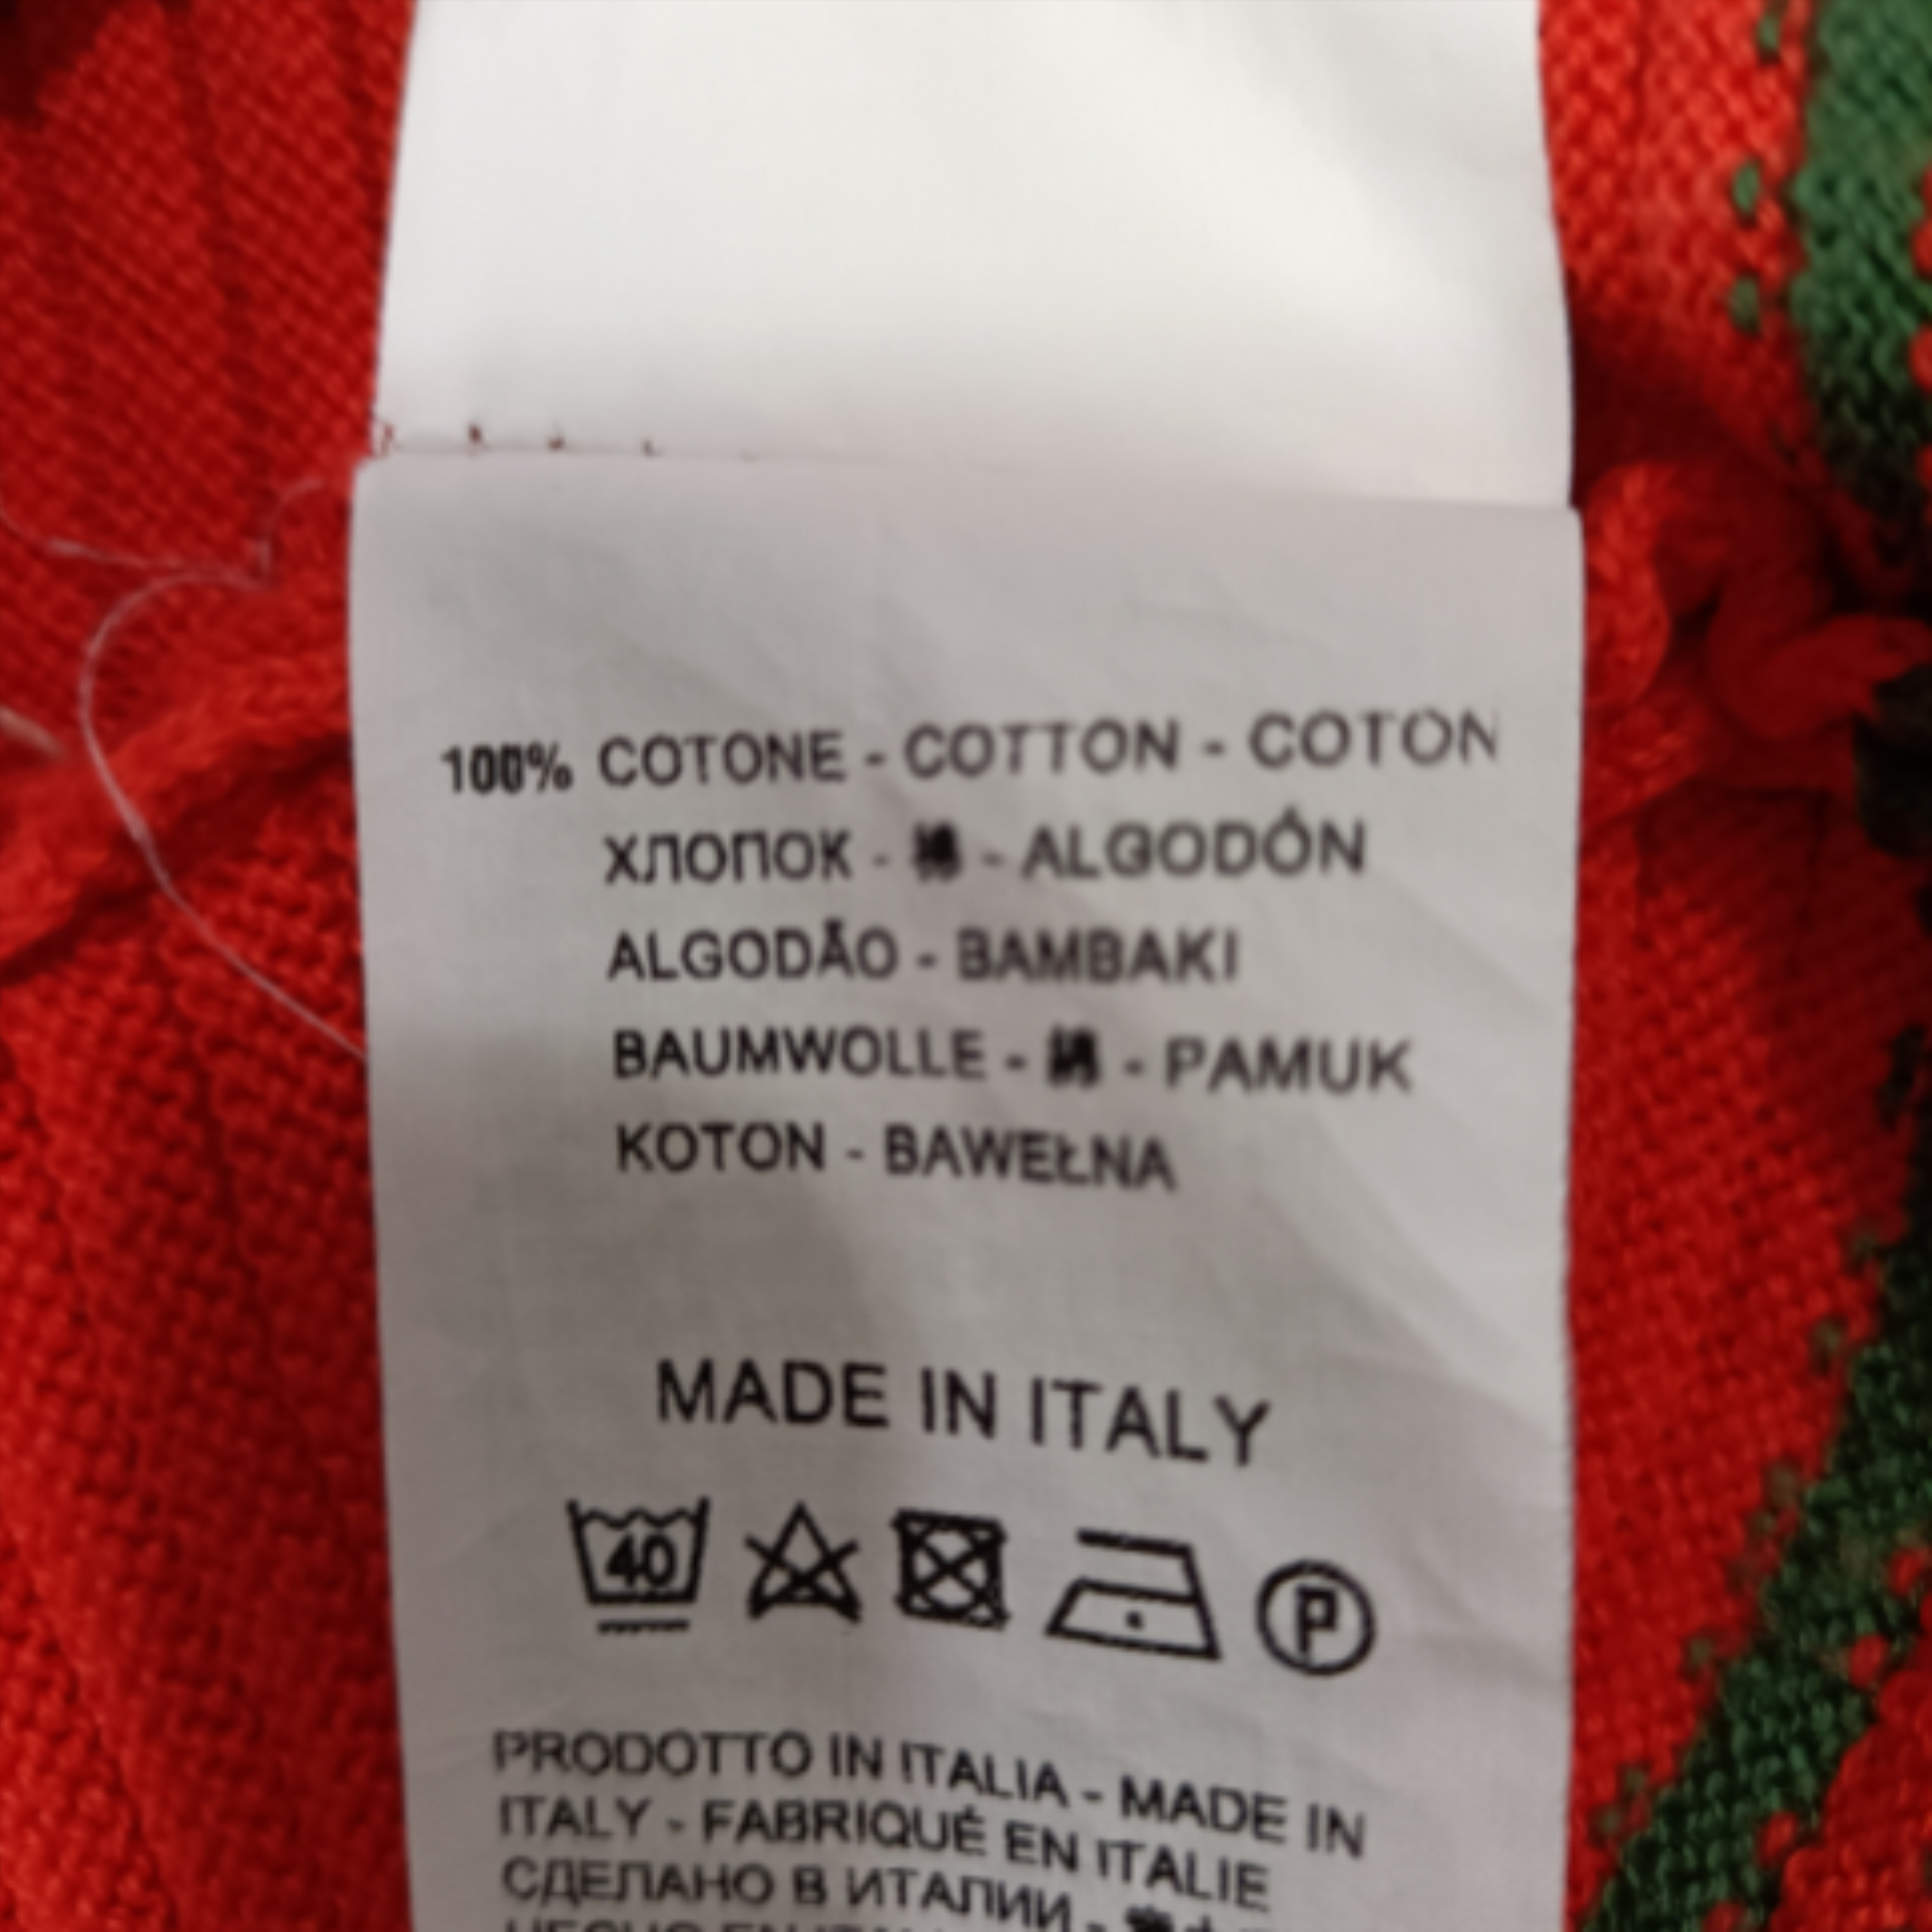 100% COTONE - COTTON - COTON
ХЛОПОК - - ALGODÓN
ALGODÃO - BAMBAKI
BAUMWOLLE - - PAMUK
KOTON - BAWEŁNA
MADE IN ITALY
40
P
PRODOTTO IN ITALIA - MADE IN
ITALY - FABRIQUÉ EN ITALIE
СДЕЛАНО В ИТАЛИИ -